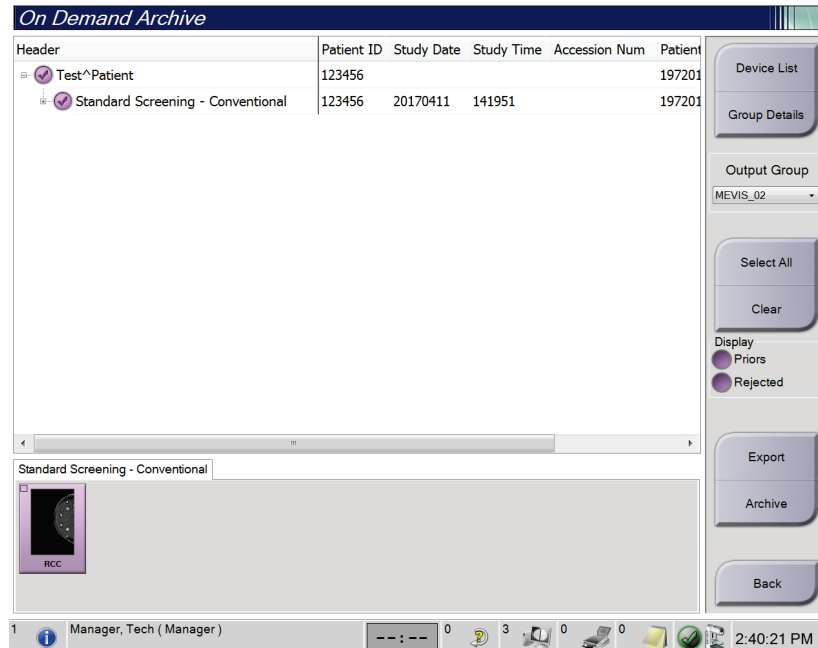 On Demand Archive
Header Patient ID Study Date Study Time Accession Num Patient
Test^Patient 123456 197201
Standard Screening - Conventional 123456 20170411 141951 197201
Device List
Group Details
Output Group
MEVIS_02
Select All
Clear
Display
Priors
Rejected
Export
Archive
Back
Standard Screening - Conventional
RCC
1 Manager, Tech ( Manager ) --:-- 0 3 0 0 2:40:21 PM